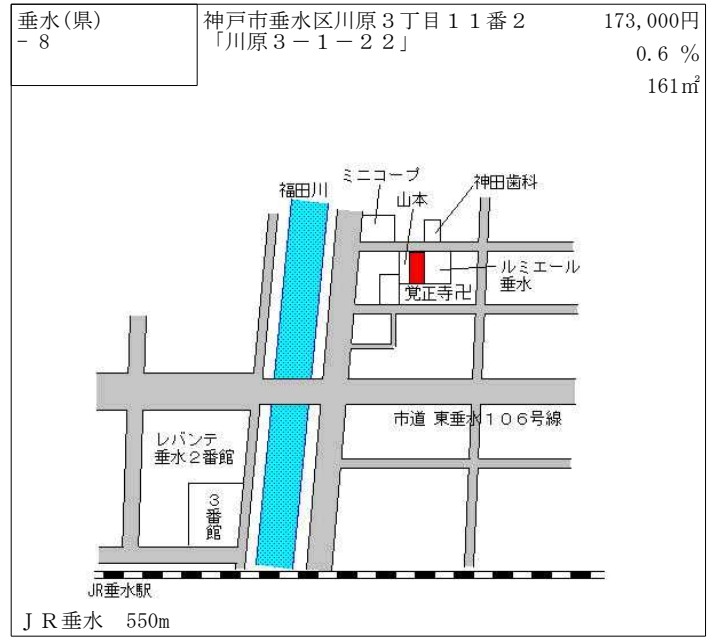 垂水(県)
－8
神戸市垂水区川原３丁目１１番２
「川原３－１－２２」
173,000円
0.6 %
161㎡
福田川
ミニコープ
山本
神田歯科
ルミエール
垂水
覚正寺卍
市道 東垂水１０６号線
レバンテ
垂水２番館
３
番
館
JR垂水駅
ＪＲ垂水 550m